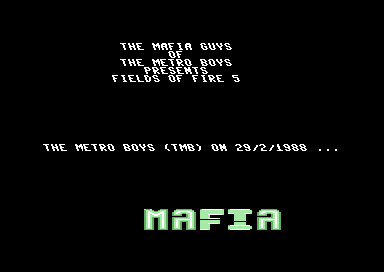 THE MAFIA GUYS
OF
THE METRO BOYS
PRESENTS
FIELDS OF FIRE 5
THE METRO BOYS (TMB) ON 29/2/1988 ...
MAFIA